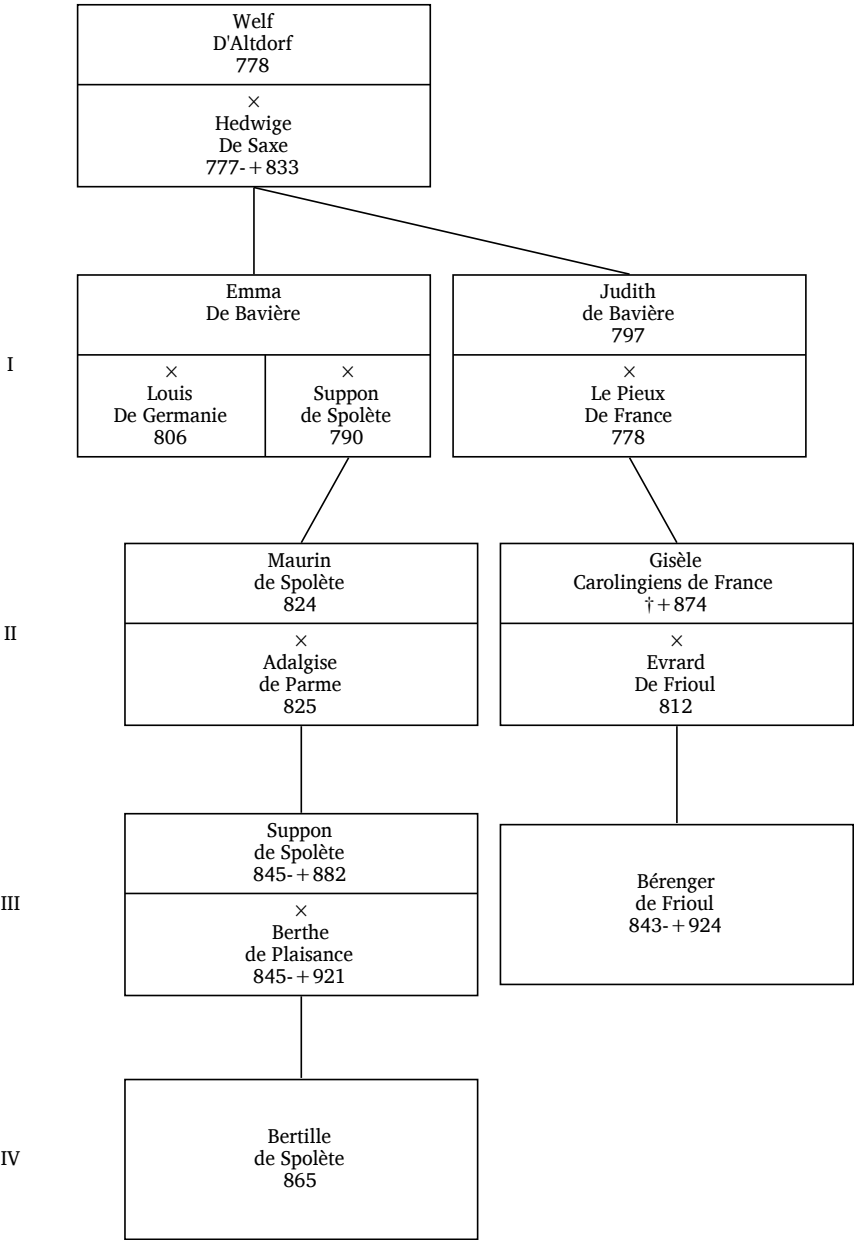 Welf
D'Altdorf
778
×
Hedwige
De Saxe
777-+833
I
Emma
De Bavière
×
Louis
De Germanie
806
×
Suppon
de Spolète
790
Judith
de Bavière
797
×
Le Pieux
De France
778
II
Maurin
de Spolète
824
×
Adalgise
de Parme
825
Gisèle
Carolingiens de France
†+874
×
Evrard
De Frioul
812
III
Suppon
de Spolète
845-+882
×
Berthe
de Plaisance
845-+921
Bérenger
de Frioul
843-+924
IV
Bertille
de Spolète
865